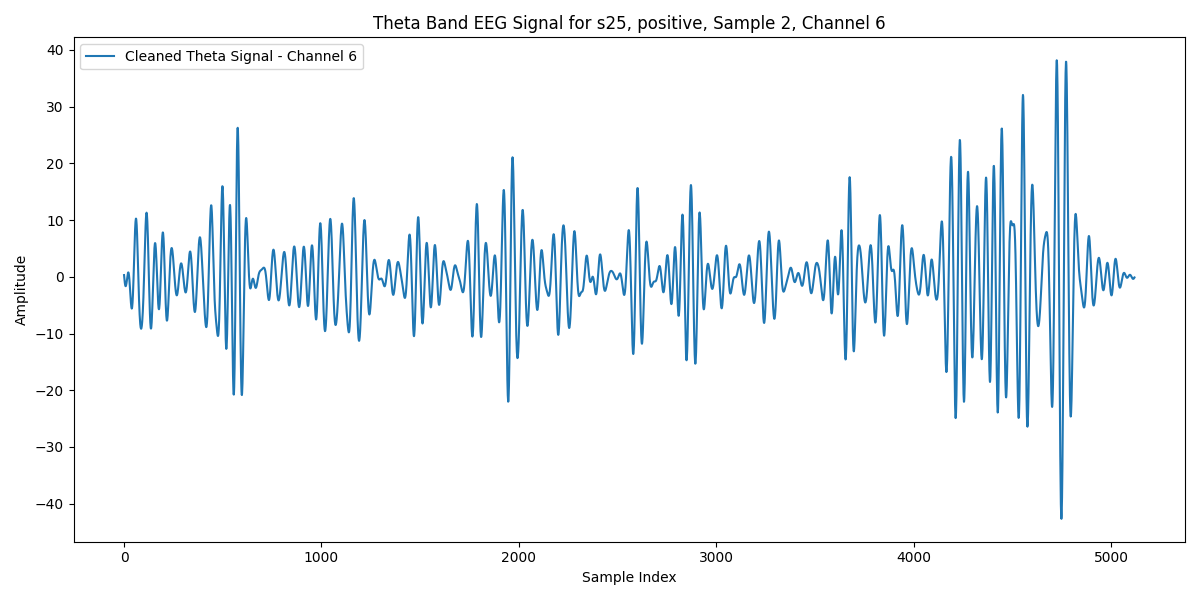 Theta Band EEG Signal for s25, positive, Sample 2, Channel 6
Cleaned Theta Signal - Channel 6
Amplitude
40
30
20
10
0
−10
−20
−30
−40
0 1000 2000 3000 4000 5000
Sample Index